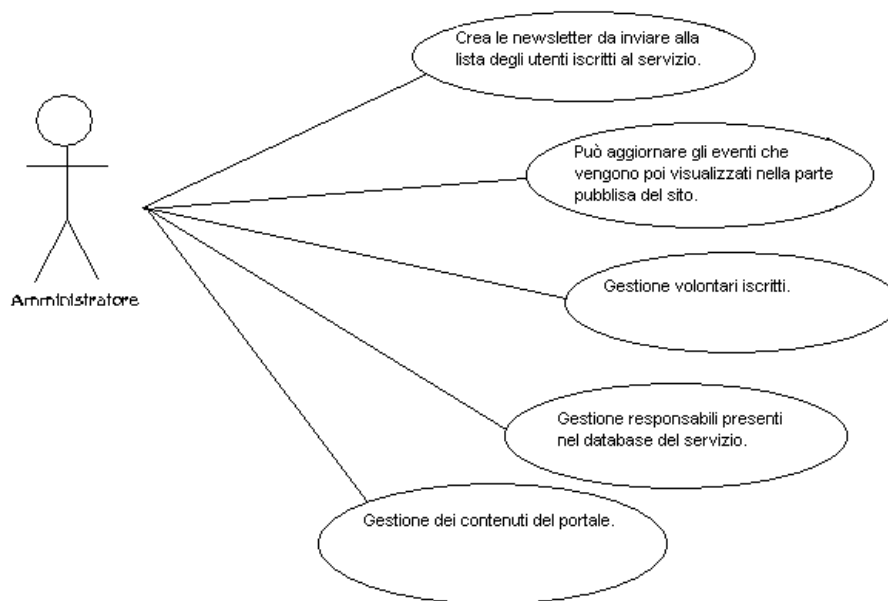 Crea le newsletter da inviare alla
lista degli utenti iscritti al servizio.
Può aggiornare gli eventi che
vengono poi visualizzati nella parte
pubblisa del sito.
Gestione volontari iscritti.
Amministratore
Gestione responsabili presenti
nel database del servizio.
Gestione dei contenuti del portale.